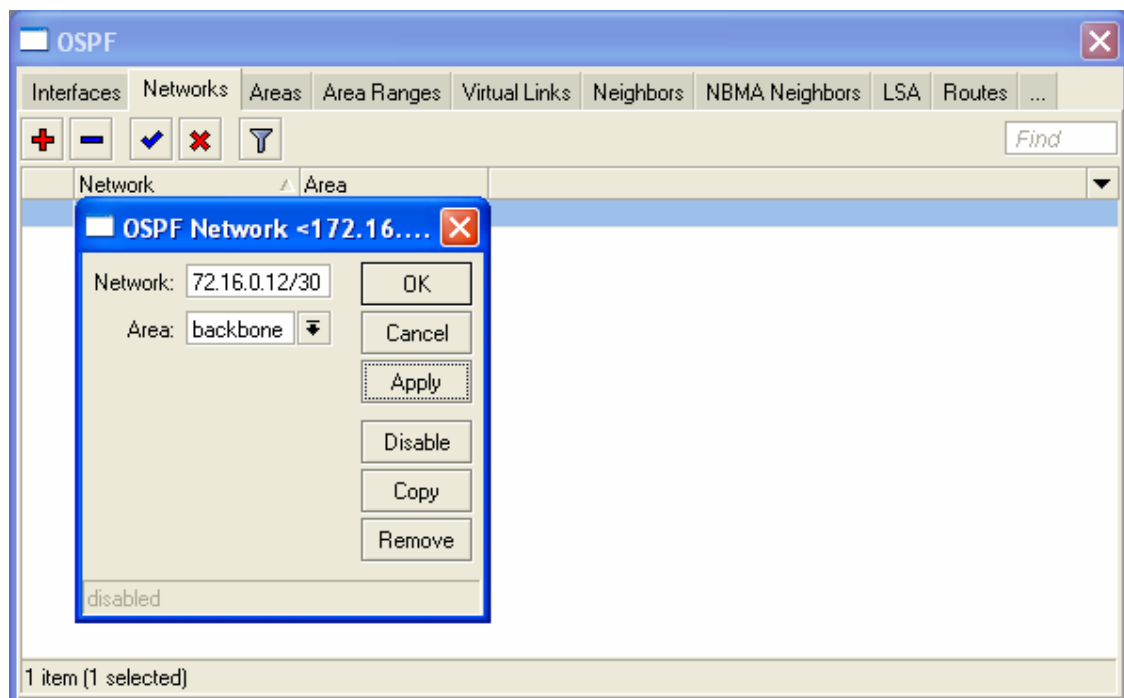 OSPF
Interfaces Networks Areas Area Ranges Virtual Links Neighbors NBMA Neighbors LSA Routes ...
Find
Network Area
OSPF Network <172.16....
Network: 72.16.0.12/30 OK
Area: backbone Cancel
Apply
Disable
Copy
Remove
disabled
1 item (1 selected)